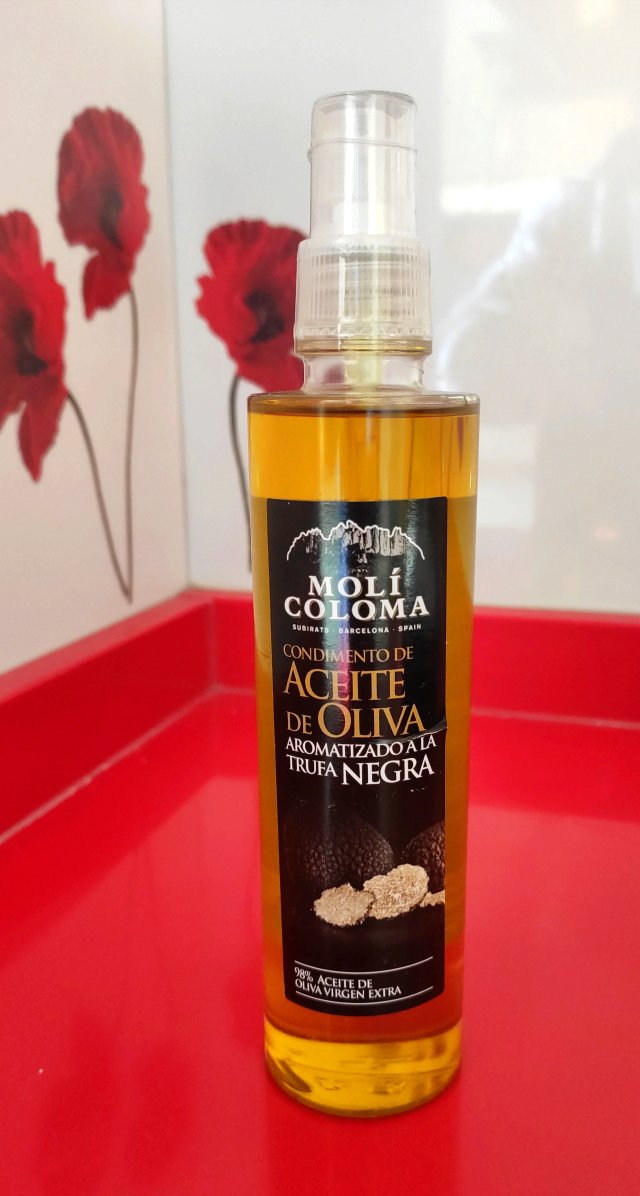 MOLÍ
COLOMA
SUBIRATS · BARCELONA · SPAIN
CONDIMENTO DE
ACEITE
DE OLIVA
AROMATIZADO A LA
TRUFA NEGRA
98% ACEITE DE
OLIVA VIRGEN EXTRA